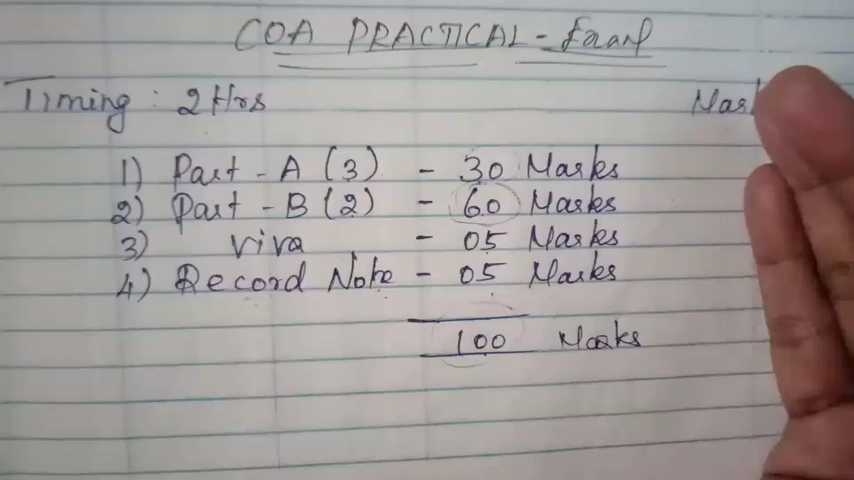 COA PRACTICAL - Exam
Timing : 2 Hrs Mark
1) Part - A (3) - 30 Marks
2) Part - B (2) - 60 Marks
3) Viva - 05 Marks
4) Record Note - 05 Marks
100 Marks